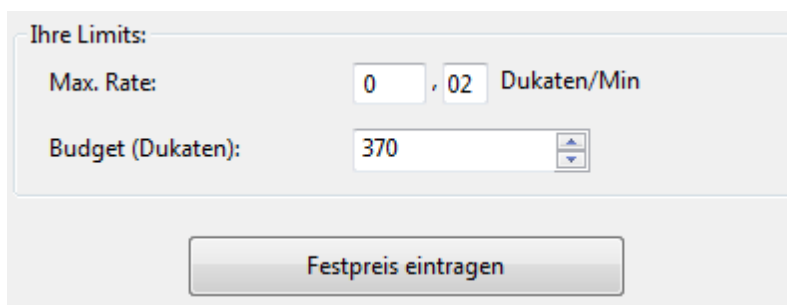 Ihre Limits:
Max. Rate: 0 , 02 Dukaten/Min
Budget (Dukaten): 370
Festpreis eintragen